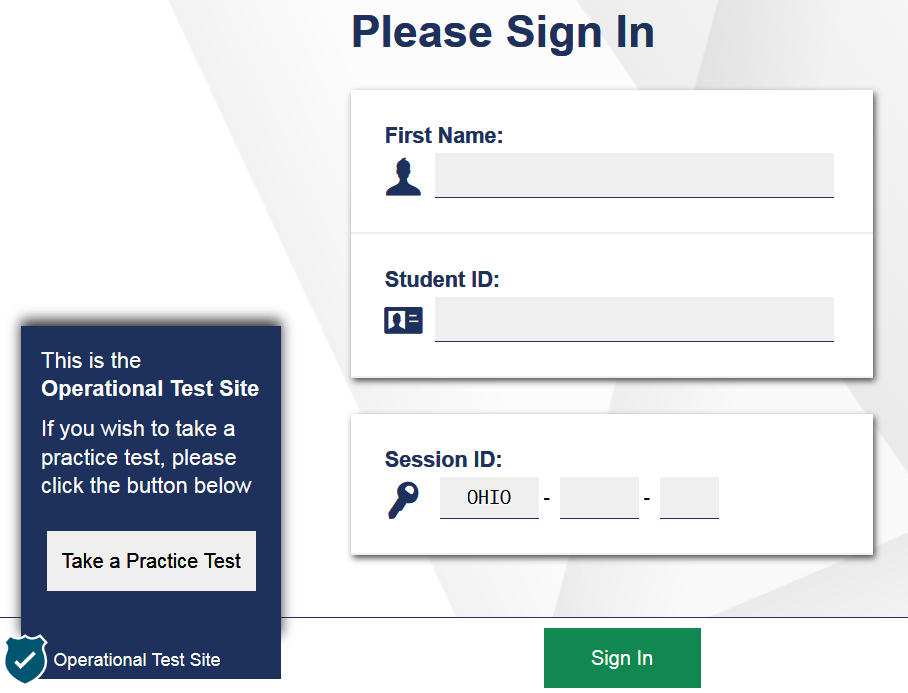 Please Sign In
First Name:
Student ID:
This is the
Operational Test Site
If you wish to take a
practice test, please
click the button below
Take a Practice Test
Session ID:
OHIO - -
Operational Test Site
Sign In